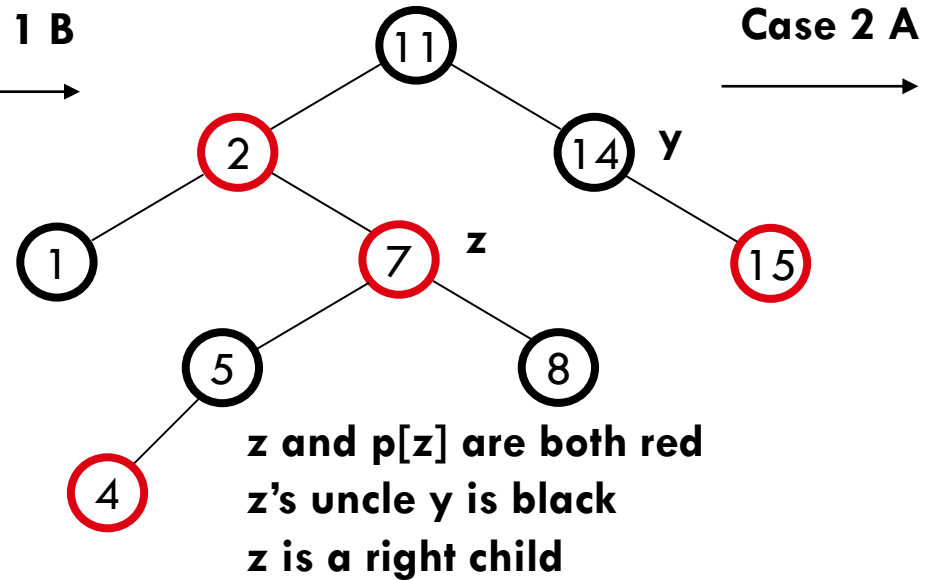 1 B
Case 2 A
11
2
14
y
1
7
z
15
5
8
4
z and p[z] are both red
z's uncle y is black
z is a right child